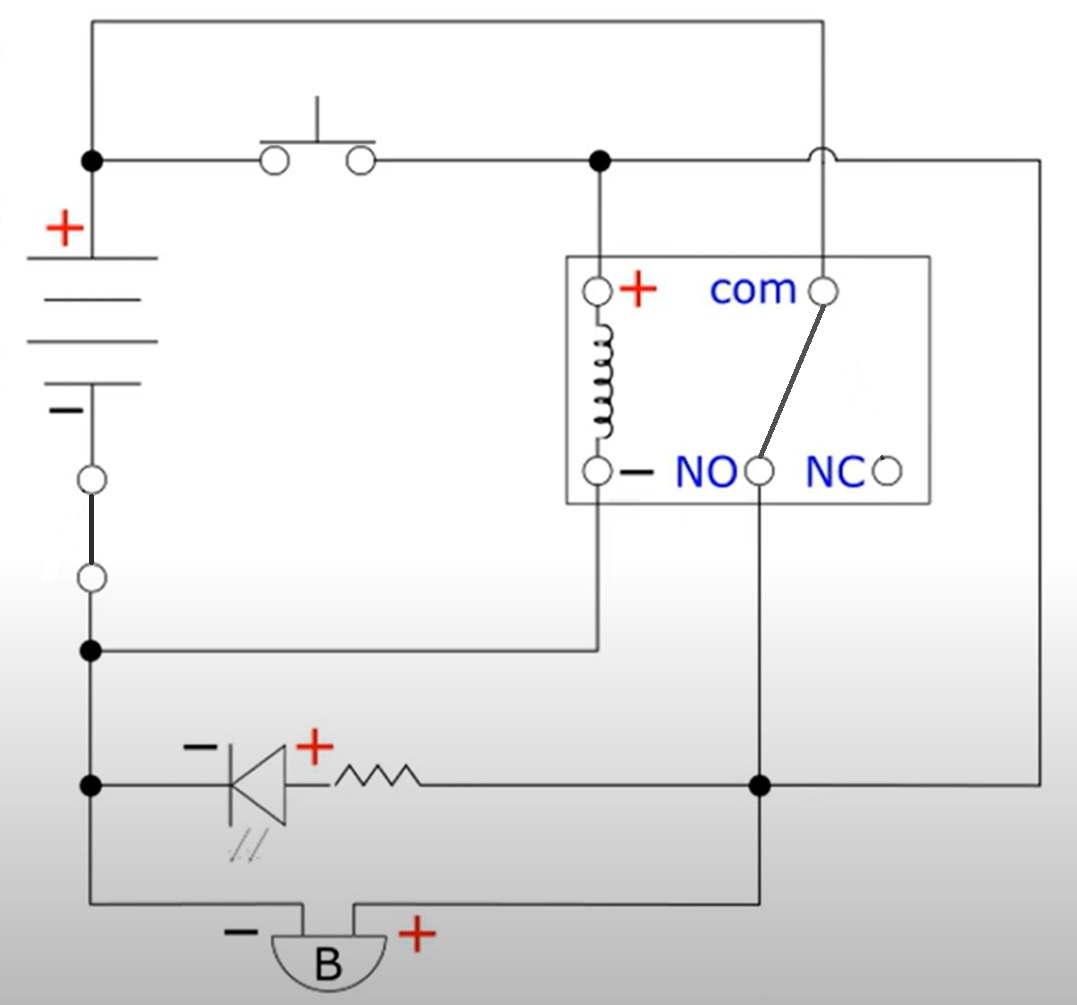 +
+ com
−
− NO NC
− +
− B +